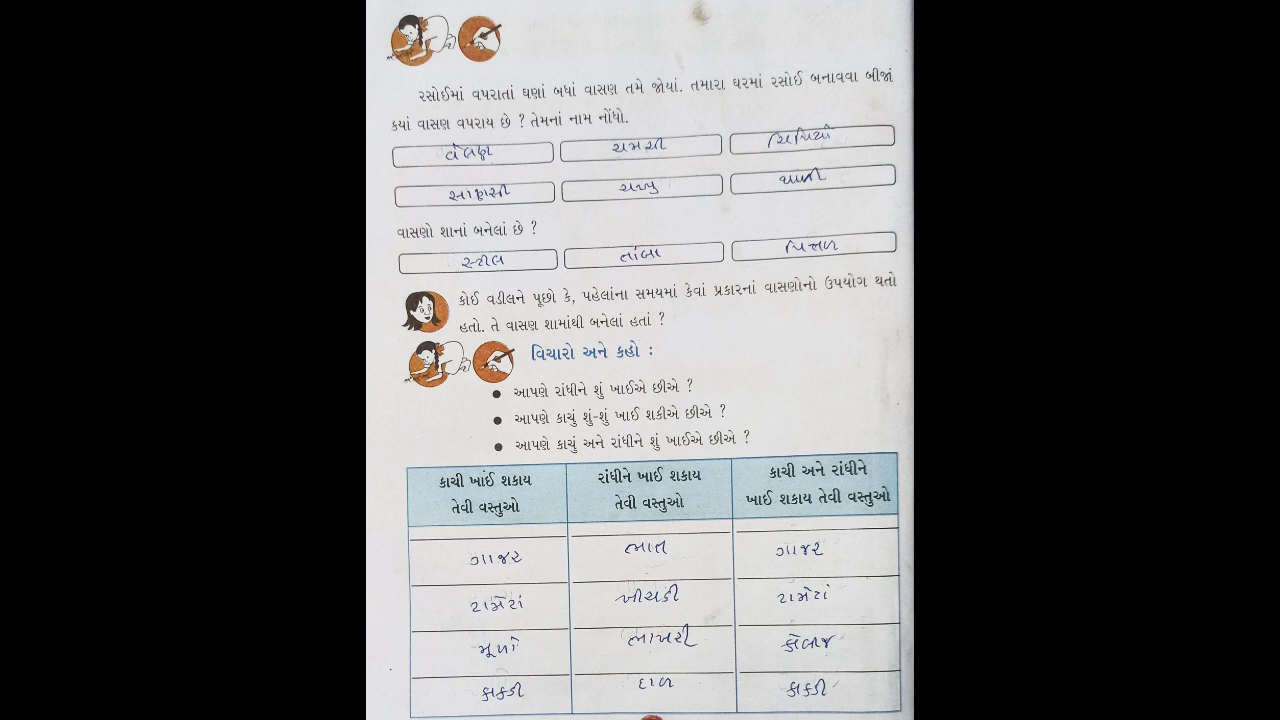 રસોઈમાં વપરાતાં ઘણાં બધાં વાસણ તમે જોયાં. તમારા ઘરમાં રસોઈ બનાવવા બીજાં
કયાં વાસણ વપરાય છે ? તેમનાં નામ નોંધો.
વેલણ ચમચી ચિપિયો
સાણસી ચપ્પુ થાળી
વાસણો શાનાં બનેલાં છે ?
સ્ટીલ તાંબા પિત્તળ
કોઈ વડીલને પૂછો કે, પહેલાંના સમયમાં કેવાં પ્રકારનાં વાસણોનો ઉપયોગ થતો
હતો. તે વાસણ શામાંથી બનેલાં હતાં ?
વિચારો અને કહો :
• આપણે રાંધીને શું ખાઈએ છીએ ?
• આપણે કાચું શું-શું ખાઈ શકીએ છીએ ?
• આપણે કાચું અને રાંધીને શું ખાઈએ છીએ ?
કાચી ખાંઈ શકાય રાંધીને ખાઈ શકાય કાચી અને રાંધીને
તેવી વસ્તુઓ તેવી વસ્તુઓ ખાઈ શકાય તેવી વસ્તુઓ
ગાજર ભાત ગાજર
ટામેટાં ખીચડી ટામેટાં
મૂળો ભાખરી કોબીજ
કાકડી દાળ કાકડી